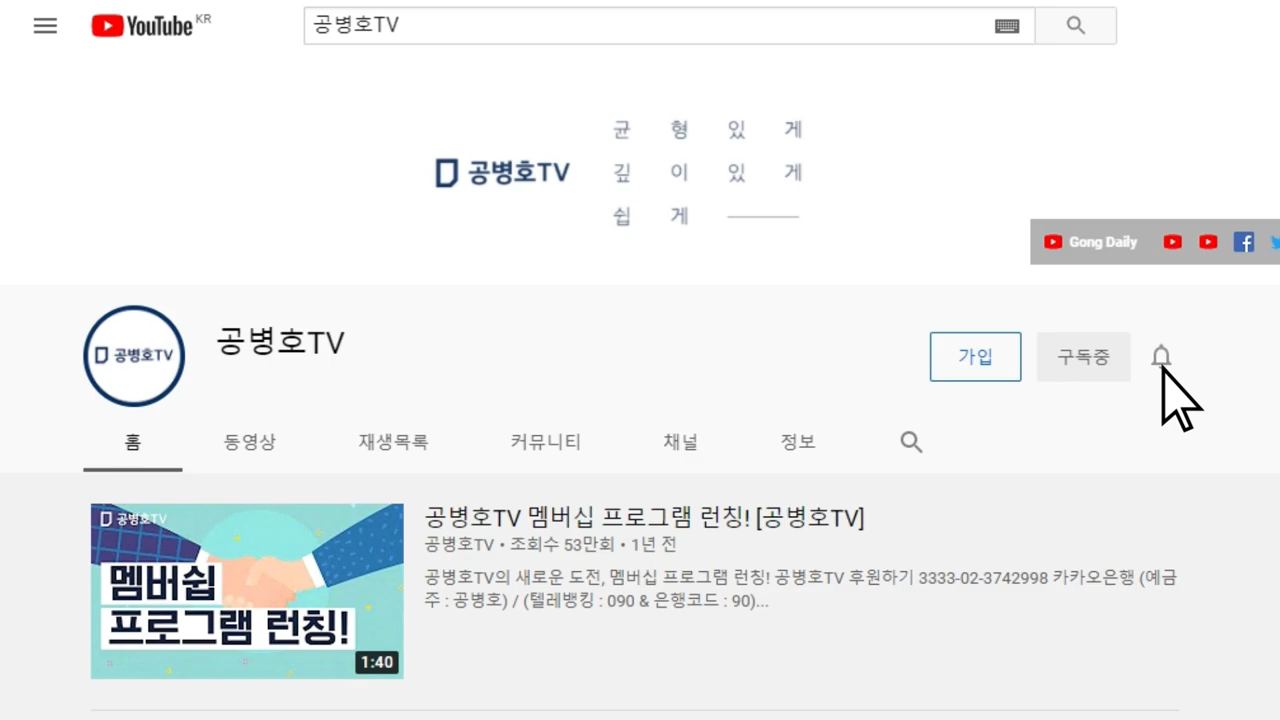 YouTube KR
공병호TV
균 형 있 게
공병호TV
깊 이 있 게
쉽 게
Gong Daily
공병호TV
공병호TV
가입
구독중
홈
동영상
재생목록
커뮤니티
채널
정보
공병호TV
멤버쉽
프로그램 런칭!
1:40
공병호TV 멤버십 프로그램 런칭! [공병호TV]
공병호TV • 조회수 53만회 • 1년 전
공병호TV의 새로운 도전, 멤버십 프로그램 런칭! 공병호TV 후원하기 3333-02-3742998 카카오은행 (예금
주 : 공병호) / (텔레뱅킹 : 090 & 은행코드 : 90)...